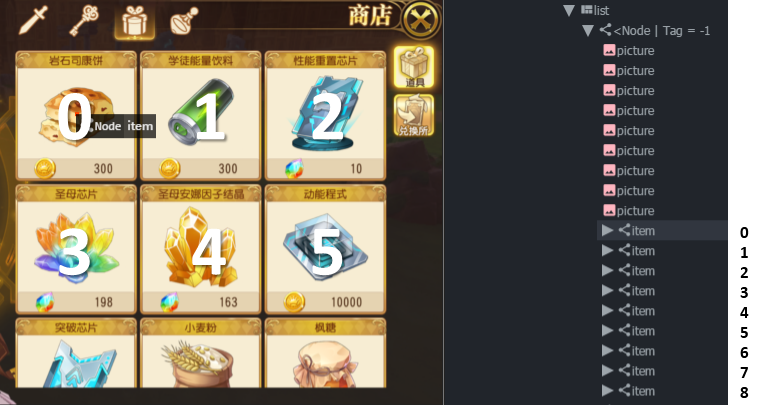 商店
岩石司康饼
学徒能量饮料
性能重置芯片
0
1
2
Node item
300
300
10
道具
兑换所
圣母芯片
圣母安娜因子结晶
动能程式
3
4
5
198
163
10000
突破芯片
小麦粉
枫糖
list
<Node | Tag = -1
picture
picture
picture
picture
picture
picture
picture
picture
picture
item 0
item 1
item 2
item 3
item 4
item 5
item 6
item 7
item 8